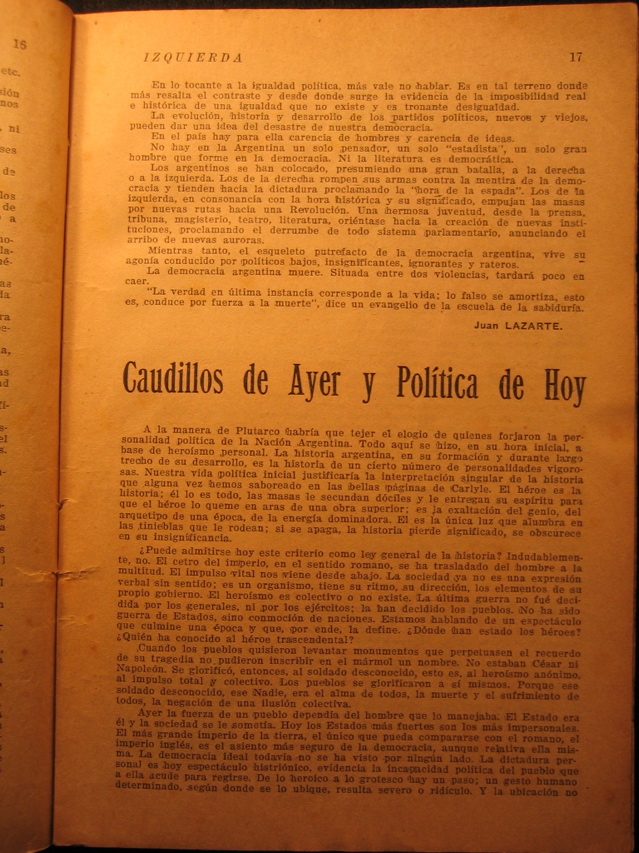 16
etc.
nos
ni
ses
de
los
de
a
IZQUIERDA 17
En lo tocante a la igualdad política, más vale no hablar. Es en tal terreno donde
más resalta el contraste y desde donde surge la evidencia de la imposibilidad real
e histórica de una igualdad que no existe y es tronante desigualdad.
La evolución, historia y desarrollo de los partidos políticos, nuevos y viejos,
pueden dar una idea del desastre de nuestra democracia.
En el país hay para ella carencia de hombres y carencia de ideas.
No hay en la Argentina un solo pensador, un solo "estadista", un solo gran
hombre que forme en la democracia. Ni la literatura es democrática.
Los argentinos se han colocado, presumiendo una gran batalla, a la derecha
o a la izquierda. Los de la derecha rompen sus armas contra la mentira de la demo-
cracia y tienden hacia la dictadura proclamando la "hora de la espada". Los de la
izquierda, en consonancia con la hora histórica y su significado, empujan las masas
por nuevas rutas hacia una Revolución. Una hermosa juventud, desde la prensa,
tribuna, magisterio, teatro, literatura, oriéntase hacia la creación de nuevas insti-
tuciones, proclamando el derrumbe de todo sistema parlamentario, anunciando el
arribo de nuevas auroras.
Mientras tanto, el esqueleto putrefacto de la democracia argentina, vive su
agonía conducido por políticos bajos, insignificantes, ignorantes y rateros.
La democracia argentina muere. Situada entre dos violencias, tardará poco en
caer.
"La verdad en última instancia corresponde a la vida; lo falso se amortiza, esto
es, conduce por fuerza a la muerte", dice un evangelio de la escuela de la sabiduría.
Juan LAZARTE.
Caudillos de Ayer y Política de Hoy
A la manera de Plutarco habría que tejer el elogio de quienes forjaron la per-
sonalidad política de la Nación Argentina. Todo aquí se hizo, en su hora inicial, a
base de heroísmo personal. La historia argentina, en su formación y durante largo
trecho de su desarrollo, es la historia de un cierto número de personalidades vigoro-
sas. Nuestra vida política inicial justificaría la interpretación singular de la historia
que alguna vez hemos saboreado en las bellas páginas de Carlyle. El héroe es la
historia; él lo es todo, las masas le secundan dóciles y le entregan su espíritu para
que el héroe lo queme en aras de una obra superior; es la exaltación del genio, del
arquetipo de una época, de la energía dominadora. El es la única luz que alumbra en
las tinieblas que le rodean; si se apaga, la historia pierde significado, se obscurece
en su insignificancia.
¿Puede admitirse hoy este criterio como ley general de la historia? Indudablemen-
te, no. El cetro del imperio, en el sentido romano, se ha trasladado del hombre a la
multitud. El impulso vital nos viene desde abajo. La sociedad ya no es una expresión
verbal sin sentido; es un organismo, tiene su ritmo, su dirección, los elementos de su
propio gobierno. El heroísmo es colectivo o no existe. La última guerra no fué deci-
dida por los generales, ni por los ejércitos; la han decidido los pueblos. No ha sido
guerra de Estados, sino conmoción de naciones. Estamos hablando de un espectáculo
que culmine una época y que, por ende, la define. ¿Dónde han estado los héroes?
¿Quién ha conocido al héroe trascendental?
Cuando los pueblos quisieron levantar monumentos que perpetuasen el recuerdo
de su tragedia no pudieron inscribir en el mármol un nombre. No estaban César ni
Napoleón. Se glorificó, entonces, al soldado desconocido, esto es, al heroísmo anónimo,
al impulso total y colectivo. Los pueblos se glorificaron a sí mismos. Porque ese
soldado desconocido, ese Nadie, era el alma de todos, la muerte y el sufrimiento de
todos, la negación de una ilusión colectiva.
Ayer la fuerza de un pueblo dependía del hombre que lo manejaba. El Estado era
él y la sociedad se le sometía. Hoy los Estados más fuertes son los más impersonales.
El más grande imperio de la tierra, el único que pueda compararse con el romano, el
imperio inglés, es el asiento más seguro de la democracia, aunque relativa ella mis-
ma. La democracia ideal todavía no se ha visto por ningún lado. La dictadura per-
sonal es hoy espectáculo histriónico, evidencia la incapacidad política del pueblo que
a ella acude para regirse. De lo heroico a lo grotesco hay un paso; un gesto humano
determinado, según donde se lo ubique, resulta severo o ridículo. Y la ubicación no